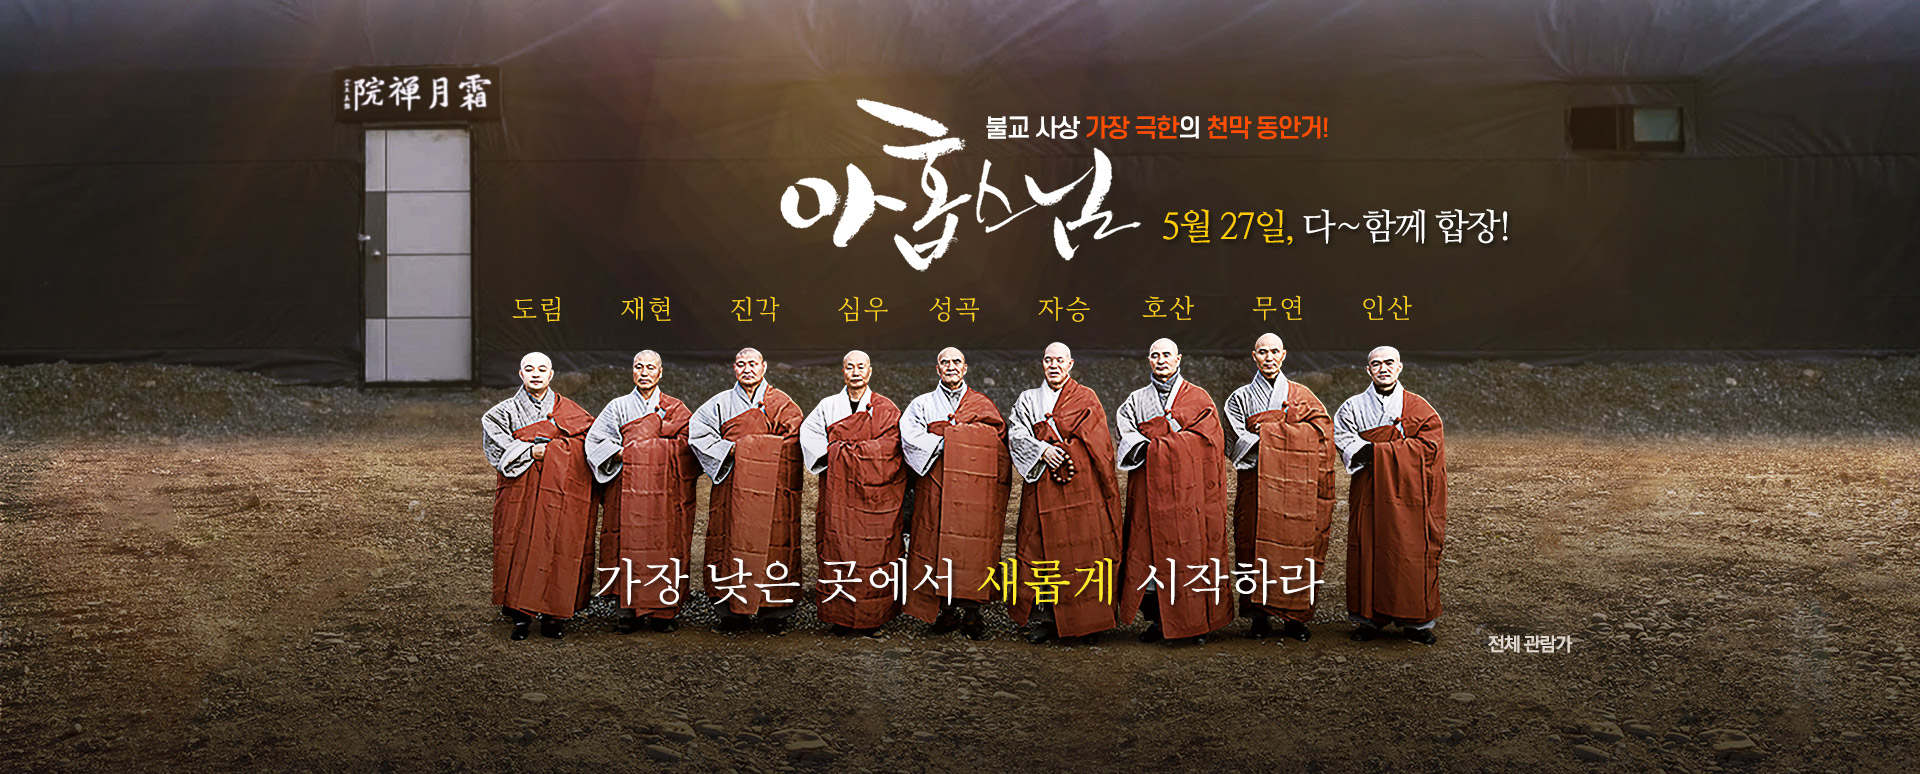 霜月禪院
불교 사상 가장 극한의 천막 동안거!
아홉스님
5월 27일, 다~함께 합장!
도림 재현 진각 심우 성곡 자승 호산 무연 인산
가장 낮은 곳에서 새롭게 시작하라
전체 관람가